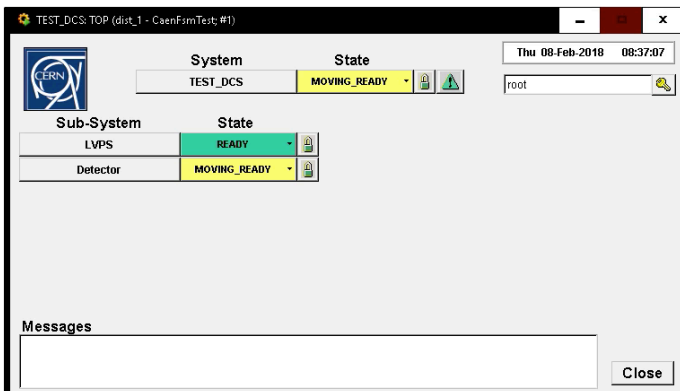 TEST_DCS: TOP (dist_1 - CaenFsmTest; #1)
CERN
System State
TEST_DCS MOVING_READY
Thu 08-Feb-2018 08:37:07
root
Sub-System State
LVPS READY
Detector MOVING_READY
Messages
Close